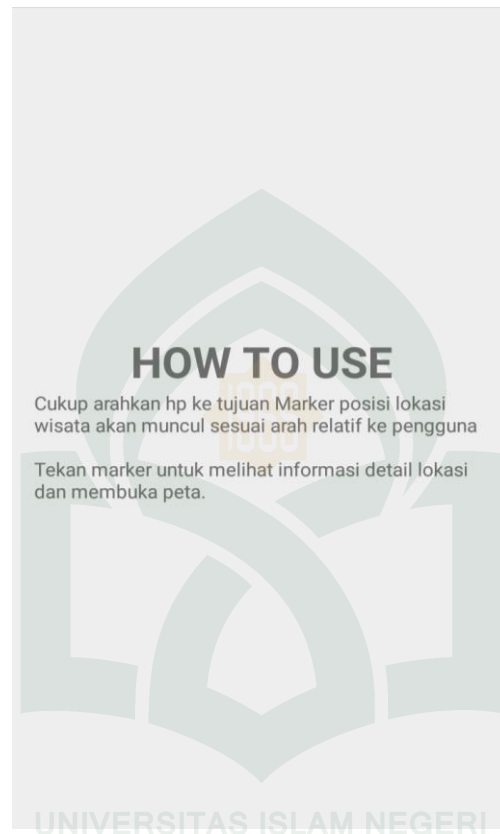 HOW TO USE
Cukup arahkan hp ke tujuan Marker posisi lokasi
wisata akan muncul sesuai arah relatif ke pengguna
Tekan marker untuk melihat informasi detail lokasi
dan membuka peta.
UNIVERSITAS ISLAM NEGERI